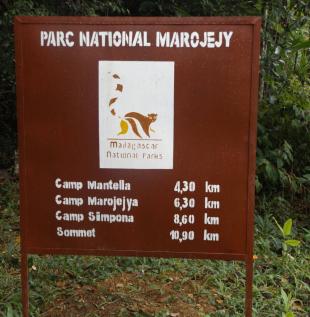 PARC NATIONAL MAROJEJY
Madagascar
National Parks
Camp Mantella 4,30 km
Camp Marojejya 6,30 km
Camp Simpona 8,60 km
Sommet 10,90 km